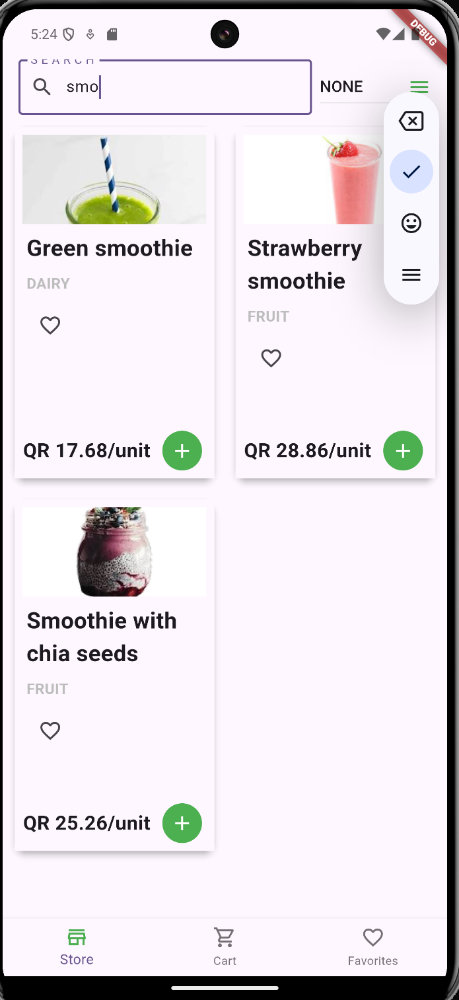 5:24
DEBUG
SEARCH
smo
NONE
Green smoothie
DAIRY
QR 17.68/unit
Strawberry
smoothie
FRUIT
QR 28.86/unit
Smoothie with
chia seeds
FRUIT
QR 25.26/unit
Store
Cart
Favorites